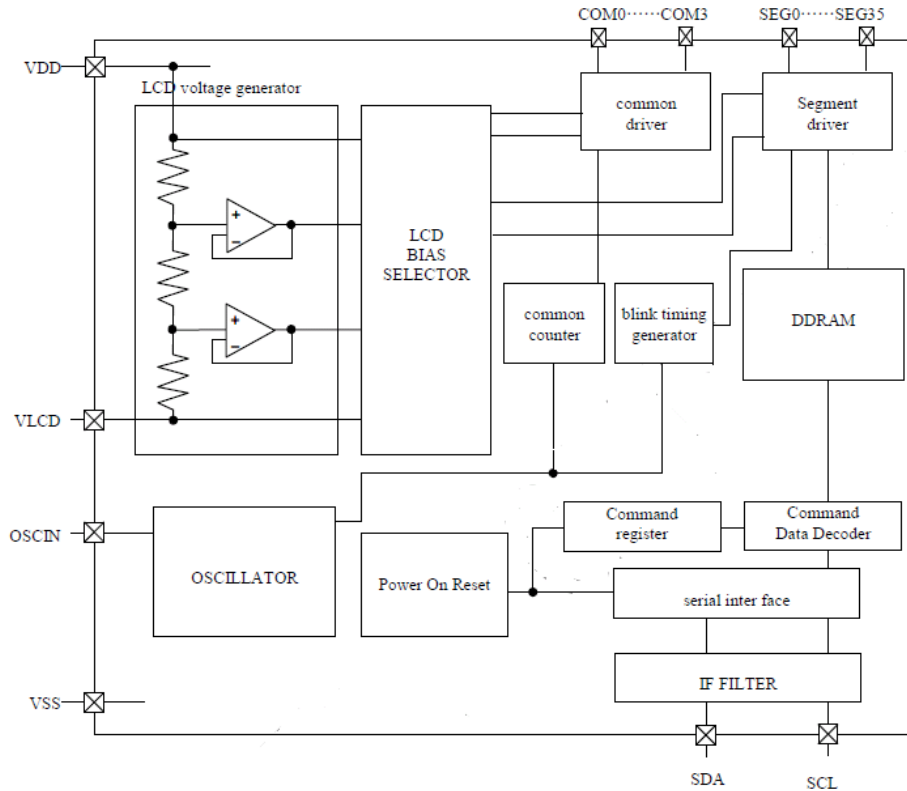 COM0······COM3 SEG0······SEG35
VDD
LCD voltage generator
common
driver
Segment
driver
+
−
LCD
BIAS
SELECTOR
+
−
common
counter
blink timing
generator
DDRAM
VLCD
OSCIN
OSCILLATOR
Power On Reset
Command
register
Command
Data Decoder
serial inter face
IF FILTER
VSS
SDA
SCL